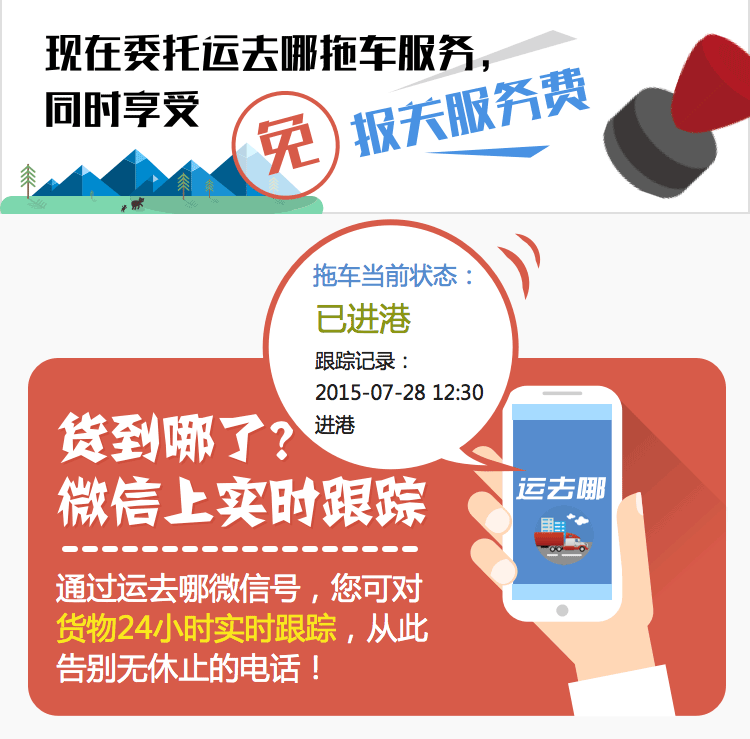 现在委托运去哪拖车服务，
同时享受 免 报关服务费
拖车当前状态：
已进港
跟踪记录：
2015-07-28 12:30
进港
货到哪了？
微信上实时跟踪
运去哪
通过运去哪微信号，您可对
货物24小时实时跟踪，从此
告别无休止的电话！